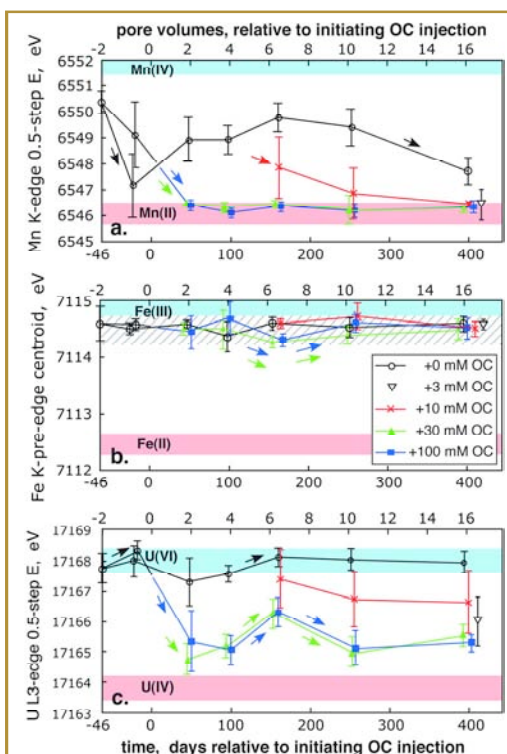 pore volumes, relative to initiating OC injection
-2 0 2 4 6 8 10 12 14 16
Mn K-edge 0.5-step E, eV
6552
6551
6550
6549
6548
6547
6546
6545
Mn(IV)
Mn(II)
a.
-46 0 100 200 300 400
-2 0 2 4 6 8 10 12 14 16
Fe K-pre-edge centroid, eV
7115
7114
7113
7112
Fe(III)
Fe(II)
b.
+0 mM OC
+3 mM OC
+10 mM OC
+30 mM OC
+100 mM OC
-46 0 100 200 300 400
-2 0 2 4 6 8 10 12 14 16
U L3-edge 0.5-step E, eV
17169
17168
17167
17166
17165
17164
17163
U(VI)
U(IV)
c.
-46 0 100 200 300 400
time, days relative to initiating OC injection